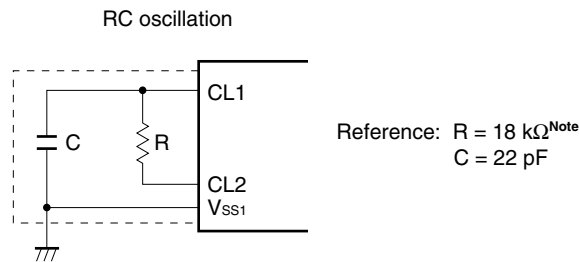 RC oscillation
CL1
C
R
Reference: R = 18 kΩNote
C = 22 pF
CL2
VSS1